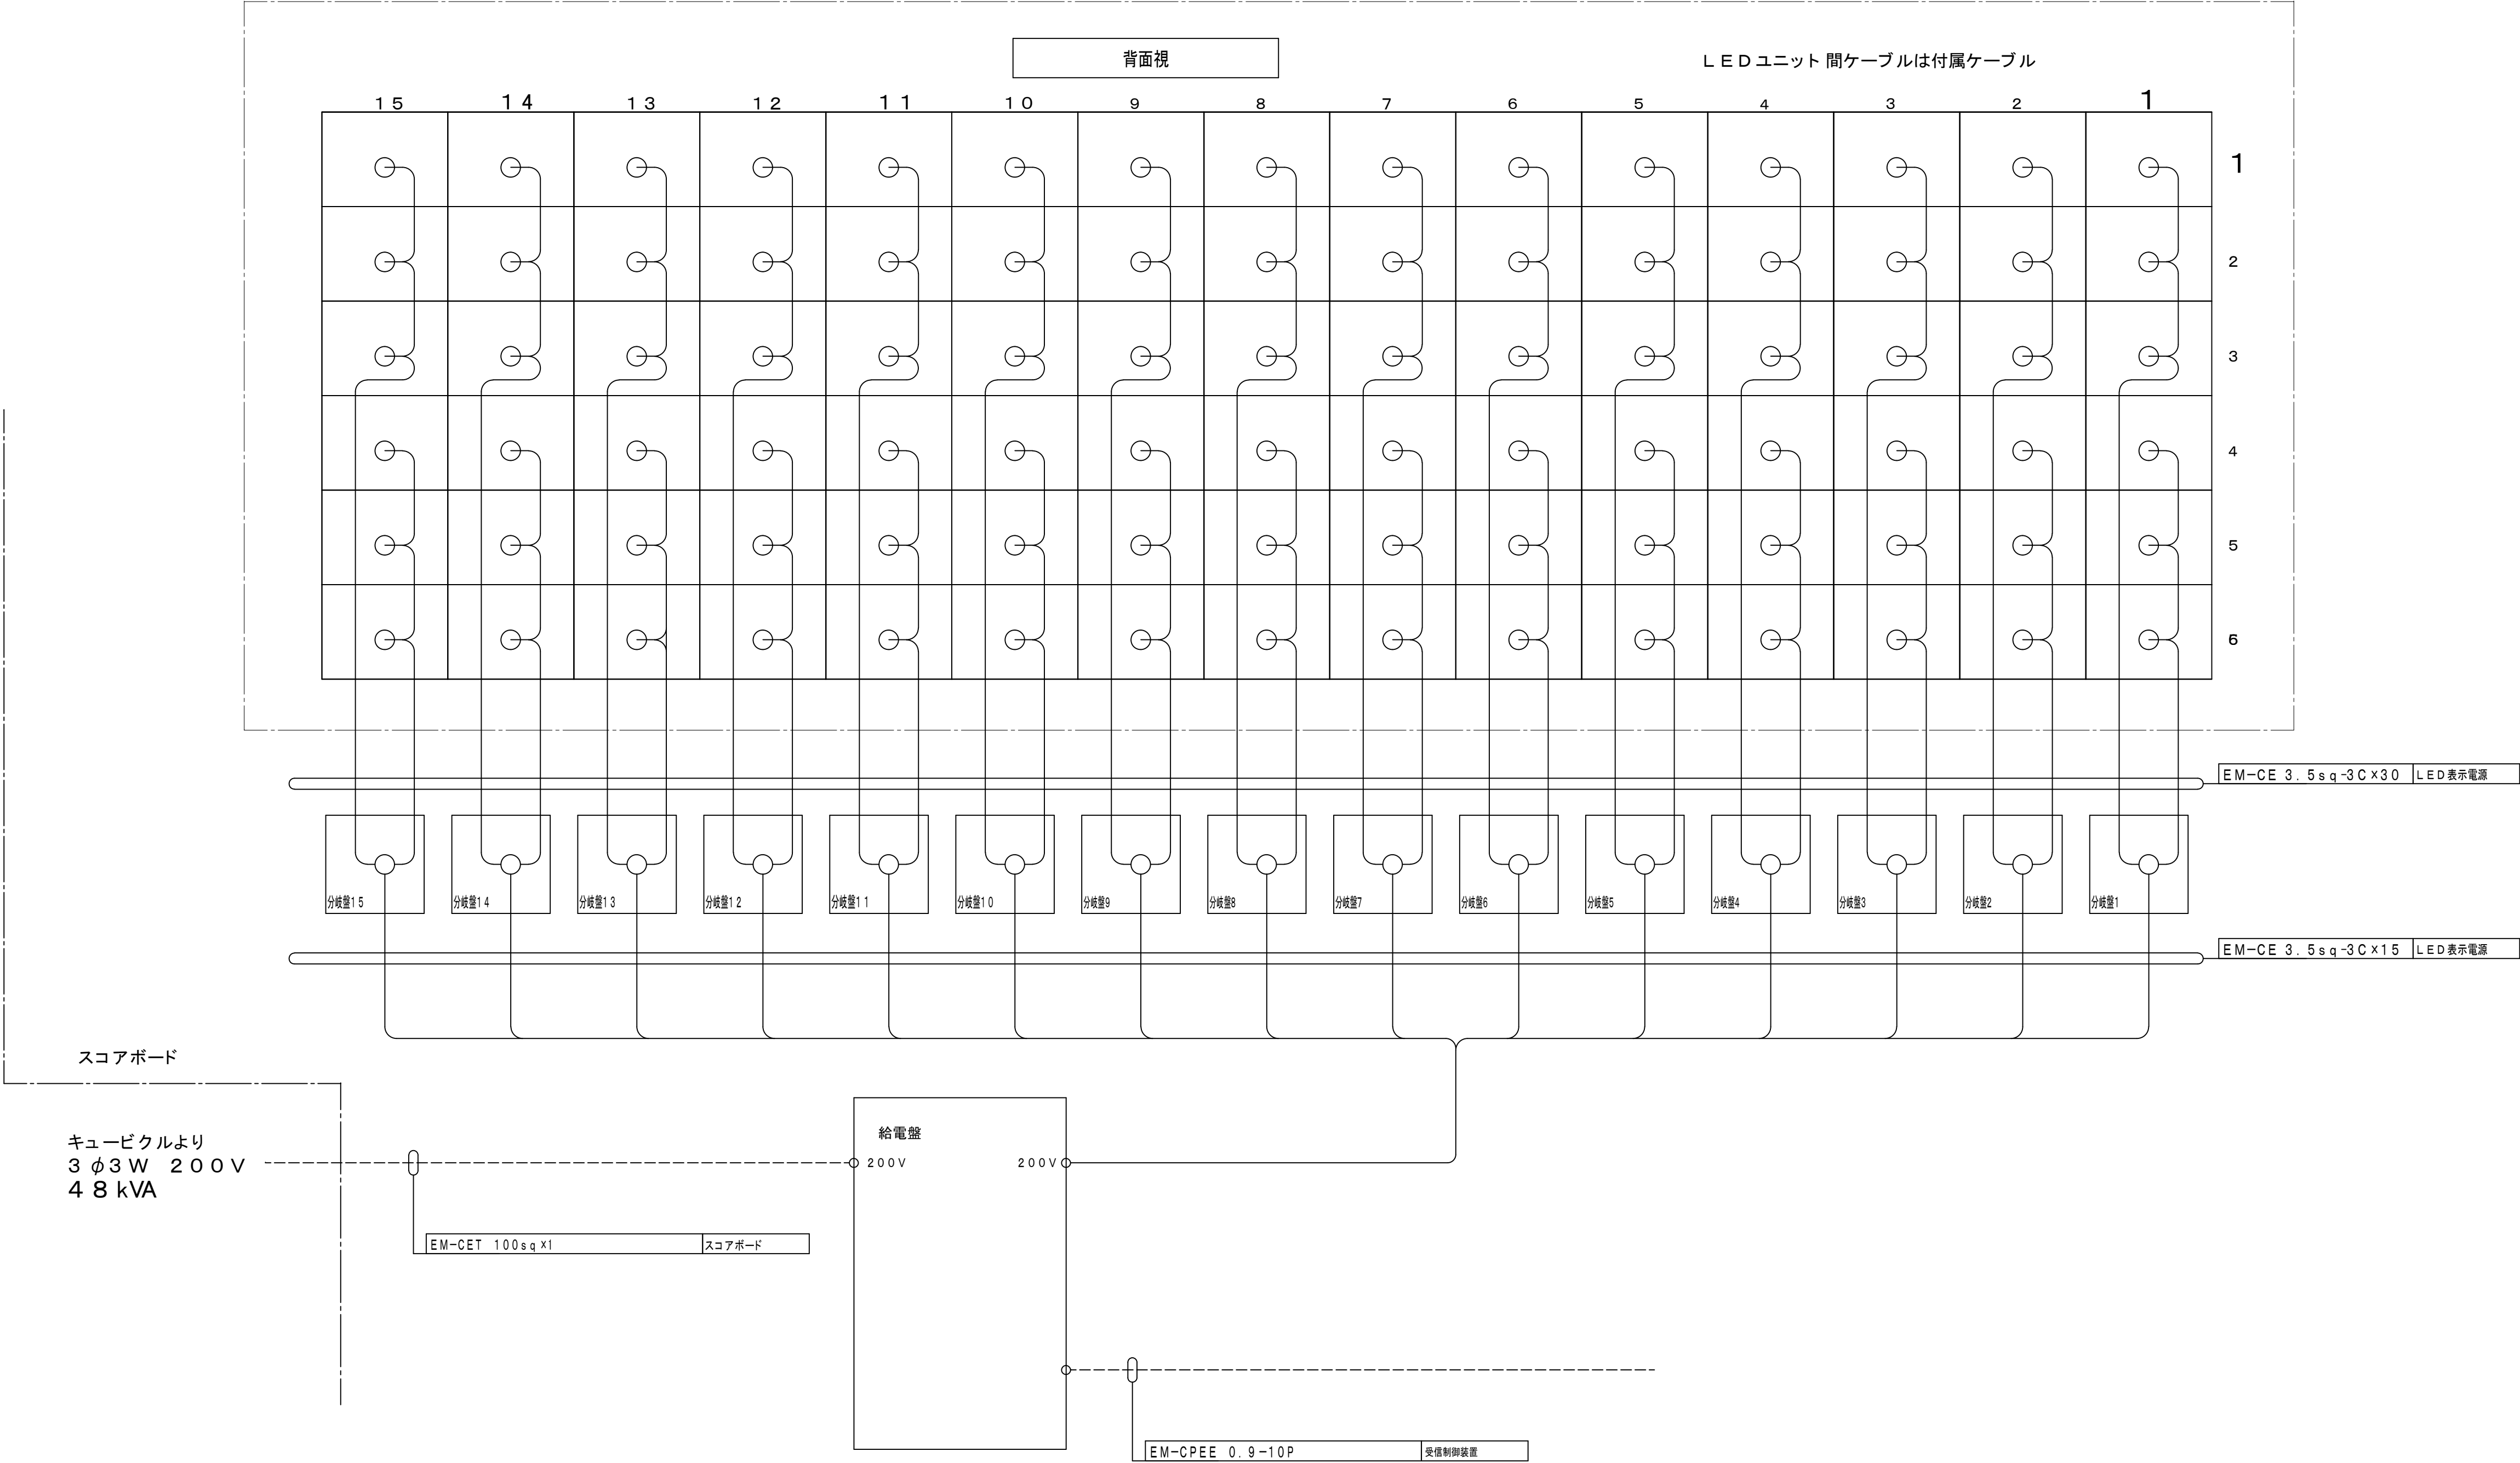 背面視
LEDユニット間ケーブルは付属ケーブル
15 14 13 12 11 10 9 8 7 6 5 4 3 2 1
1
2
3
4
5
6
EM-CE 3.5sq-3C×30 LED表示電源
分岐盤15 分岐盤14 分岐盤13 分岐盤12 分岐盤11 分岐盤10 分岐盤9 分岐盤8 分岐盤7 分岐盤6 分岐盤5 分岐盤4 分岐盤3 分岐盤2 分岐盤1
EM-CE 3.5sq-3C×15 LED表示電源
スコアボード
キュービクルより
3φ3W 200V
48kVA
給電盤
200V 200V
EM-CET 100sq×1 スコアボード
EM-CPEE 0.9-10P 受信制御装置